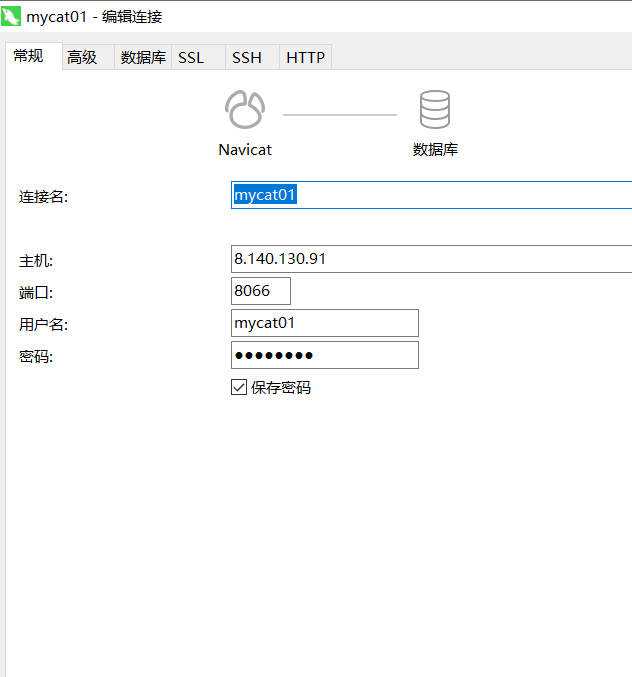 mycat01 - 编辑连接
常规 高级 数据库 SSL SSH HTTP
Navicat 数据库
连接名: mycat01
主机: 8.140.130.91
端口: 8066
用户名: mycat01
密码: ●●●●●●●●
保存密码